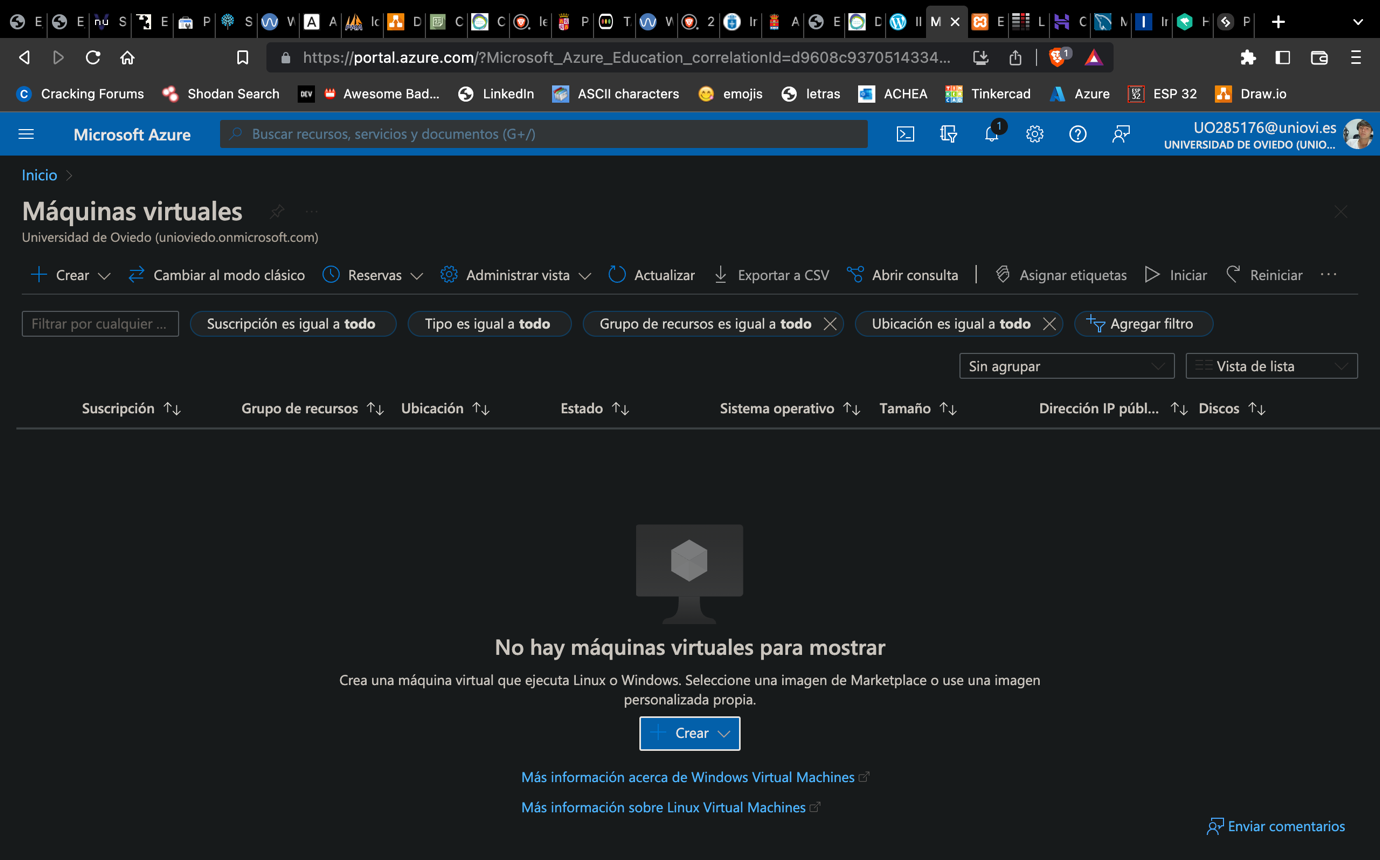 https://portal.azure.com/?Microsoft_Azure_Education_correlationId=d9608c9370514334...
1
Cracking Forums
Shodan Search
DEV
Awesome Bad...
LinkedIn
ASCII characters
emojis
letras
ACHEA
Tinkercad
Azure
ESP 32
Draw.io
Microsoft Azure
Buscar recursos, servicios y documentos (G+/)
1
UO285176@uniovi.es
UNIVERSIDAD DE OVIEDO (UNIO...
Inicio
Máquinas virtuales
Universidad de Oviedo (unioviedo.onmicrosoft.com)
Crear
Cambiar al modo clásico
Reservas
Administrar vista
Actualizar
Exportar a CSV
Abrir consulta
Asignar etiquetas
Iniciar
Reiniciar
Filtrar por cualquier ...
Suscripción es igual a todo
Tipo es igual a todo
Grupo de recursos es igual a todo
Ubicación es igual a todo
Agregar filtro
Sin agrupar
Vista de lista
Suscripción
Grupo de recursos
Ubicación
Estado
Sistema operativo
Tamaño
Dirección IP públ...
Discos
No hay máquinas virtuales para mostrar
Crea una máquina virtual que ejecuta Linux o Windows. Seleccione una imagen de Marketplace o use una imagen
personalizada propia.
Crear
Más información acerca de Windows Virtual Machines
Más información sobre Linux Virtual Machines
Enviar comentarios